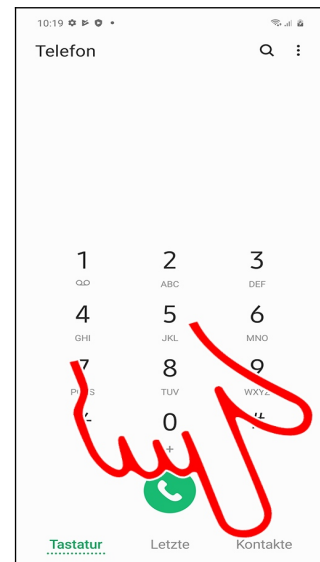 10:19
Telefon
1 2 3
ABC DEF
4 5 6
GHI JKL MNO
7 8 9
TUV WXYZ
0 #
+
Tastatur Letzte Kontakte